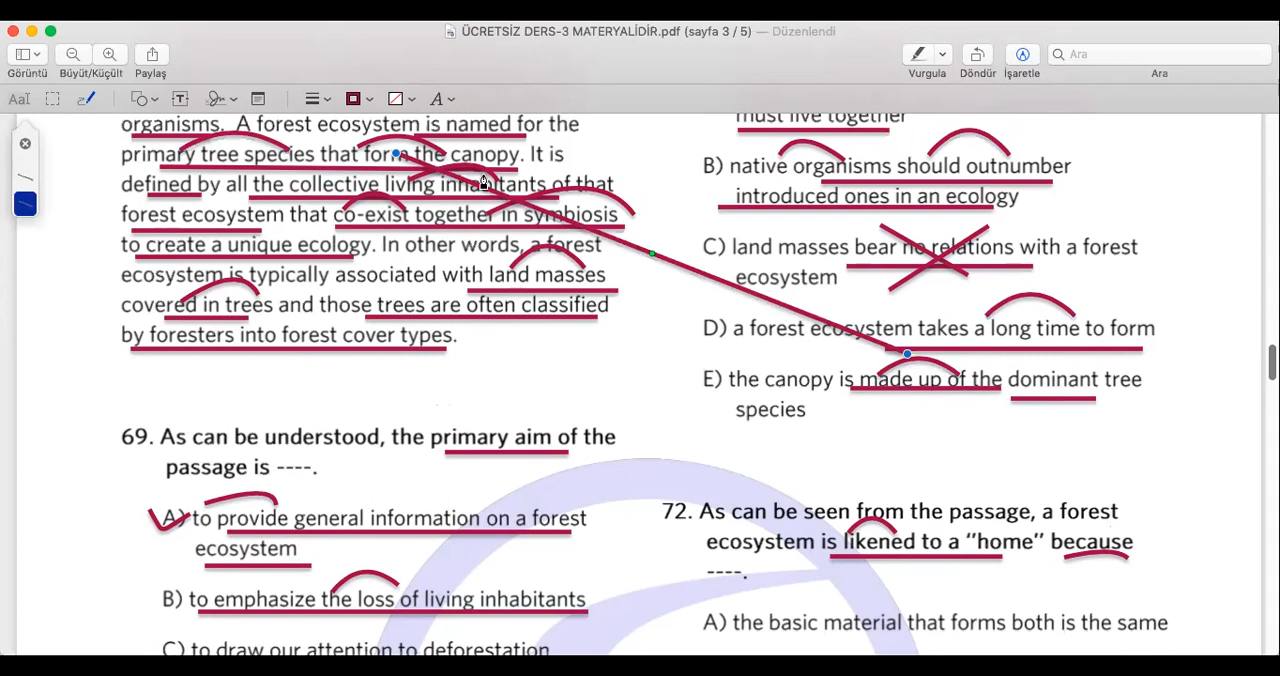 ÜCRETSİZ DERS-3 MATERYALİDİR.pdf (sayfa 3 / 5) — Düzenlendi
Görüntü
Büyüt/Küçült
Paylaş
Vurgula
Döndür
İşaretle
Ara
Ara
organisms. A forest ecosystem is named for the
primary tree species that form the canopy. It is
defined by all the collective living inhabitants of that
forest ecosystem that co-exist together in symbiosis
to create a unique ecology. In other words, a forest
ecosystem is typically associated with land masses
covered in trees and those trees are often classified
by foresters into forest cover types.
69. As can be understood, the primary aim of the
passage is ----.
A) to provide general information on a forest
ecosystem
B) to emphasize the loss of living inhabitants
C) to draw our attention to deforestation
must live together
B) native organisms should outnumber
introduced ones in an ecology
C) land masses bear no relations with a forest
ecosystem
D) a forest ecosystem takes a long time to form
E) the canopy is made up of the dominant tree
species
72. As can be seen from the passage, a forest
ecosystem is likened to a "home" because
----.
A) the basic material that forms both is the same